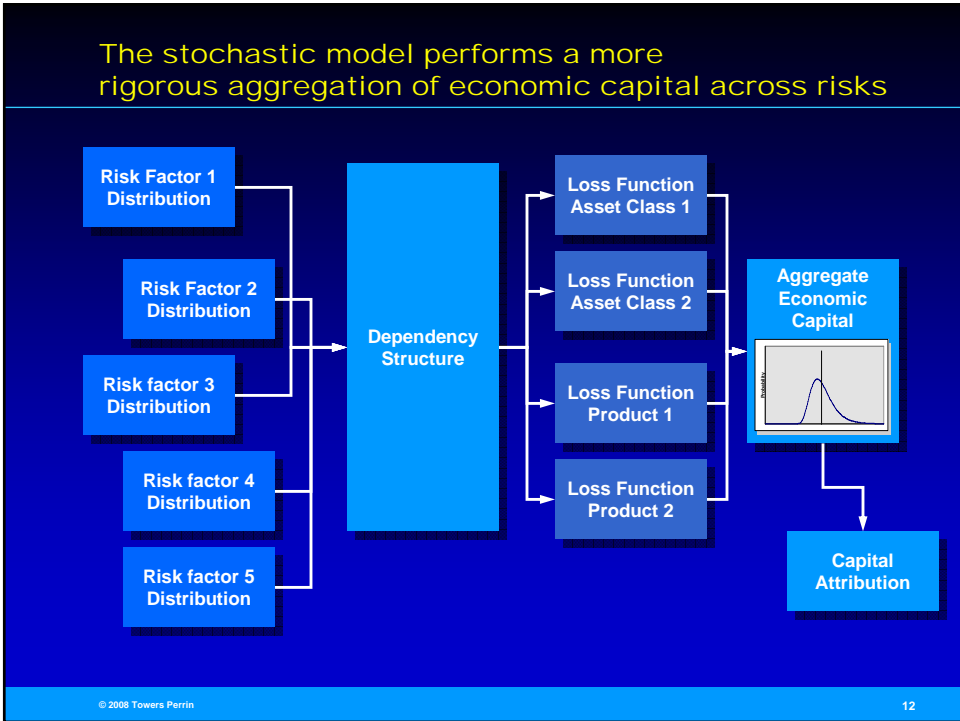 The stochastic model performs a more
rigorous aggregation of economic capital across risks
Risk Factor 1
Distribution
Risk Factor 2
Distribution
Risk factor 3
Distribution
Risk factor 4
Distribution
Risk factor 5
Distribution
Dependency
Structure
Loss Function
Asset Class 1
Loss Function
Asset Class 2
Loss Function
Product 1
Loss Function
Product 2
Aggregate
Economic
Capital
Probability
Capital
Attribution
© 2008 Towers Perrin
12